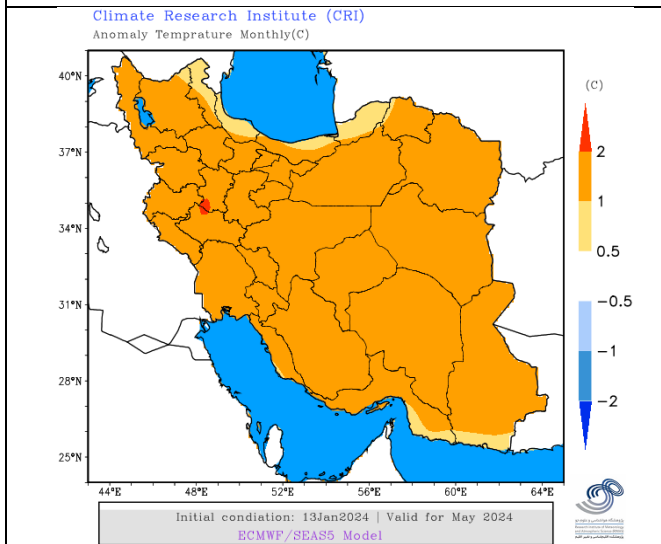 Climate Research Institute (CRI)
Anomaly Temprature Monthly(C)
40°N
37°N
34°N
31°N
28°N
25°N
44°E
48°E
52°E
56°E
60°E
64°E
(C)
2
1
0.5
−0.5
−1
−2
Initial condiation: 13Jan2024 | Valid for May 2024
ECMWF/SEAS5 Model